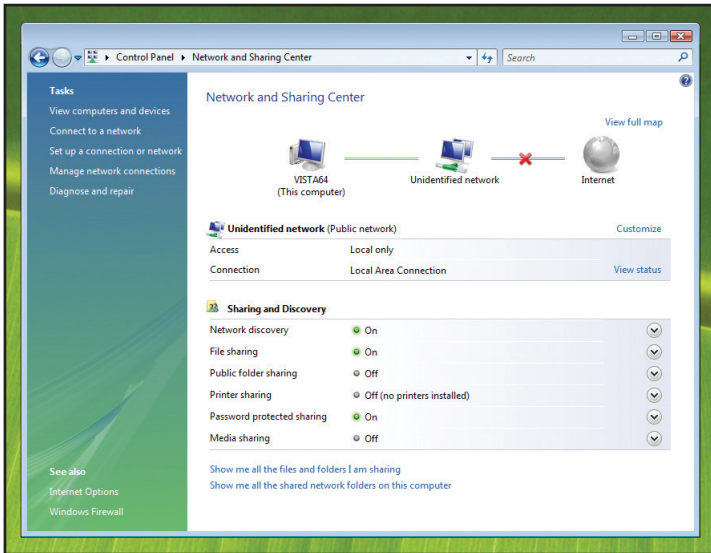 Control Panel
Network and Sharing Center
Search
Tasks
View computers and devices
Connect to a network
Set up a connection or network
Manage network connections
Diagnose and repair
See also
Internet Options
Windows Firewall
Network and Sharing Center
View full map
VISTA64
(This computer)
Unidentified network
Internet
Unidentified network (Public network) Customize
Access Local only
Connection Local Area Connection View status
Sharing and Discovery
Network discovery On
File sharing On
Public folder sharing Off
Printer sharing Off (no printers installed)
Password protected sharing On
Media sharing Off
Show me all the files and folders I am sharing
Show me all the shared network folders on this computer